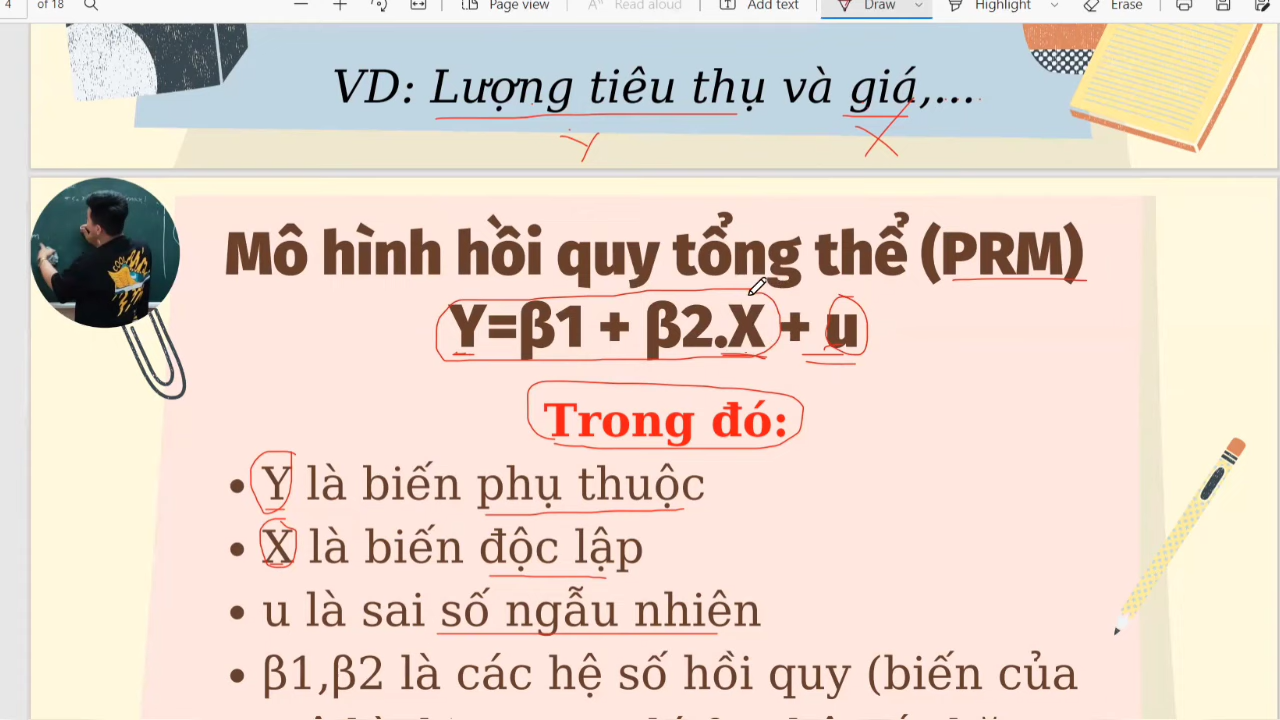 4 of 18 Page view Read aloud Add text Draw Highlight Erase
VD: Lượng tiêu thụ và giá,...
Y X
Mô hình hồi quy tổng thể (PRM)
Y=β1 + β2.X + u
Trong đó:
• Y là biến phụ thuộc
• X là biến độc lập
• u là sai số ngẫu nhiên
• β1,β2 là các hệ số hồi quy (biến của